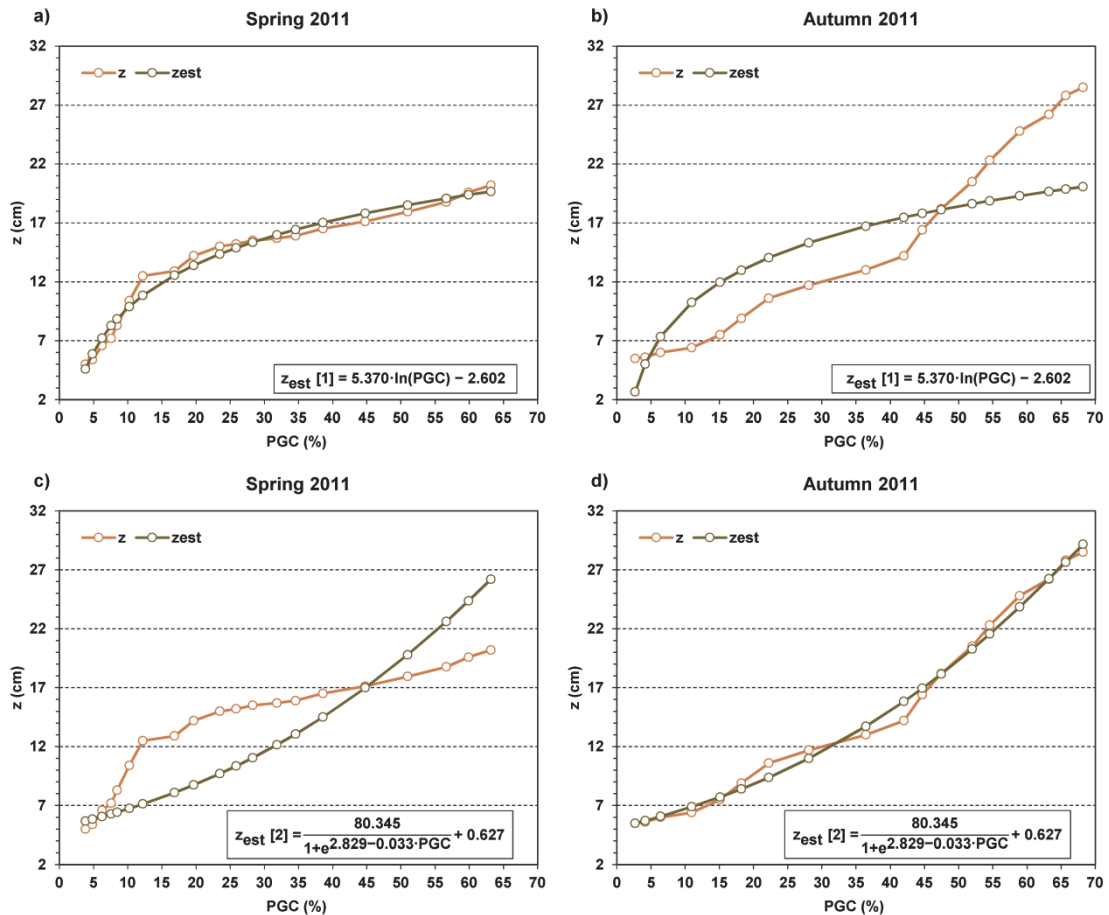 a) Spring 2011
32
27
22
17
12
7
2
z (cm)
z zest
z_est [1] = 5.370·ln(PGC) − 2.602
0 5 10 15 20 25 30 35 40 45 50 55 60 65 70
PGC (%)
b) Autumn 2011
32
27
22
17
12
7
2
z (cm)
z zest
z_est [1] = 5.370·ln(PGC) − 2.602
0 5 10 15 20 25 30 35 40 45 50 55 60 65 70
PGC (%)
c) Spring 2011
32
27
22
17
12
7
2
z (cm)
z zest
80.345
z_est [2] = + 0.627
1+e^2.829−0.033·PGC
0 5 10 15 20 25 30 35 40 45 50 55 60 65 70
PGC (%)
d) Autumn 2011
32
27
22
17
12
7
2
z (cm)
z zest
80.345
z_est [2] = + 0.627
1+e^2.829−0.033·PGC
0 5 10 15 20 25 30 35 40 45 50 55 60 65 70
PGC (%)